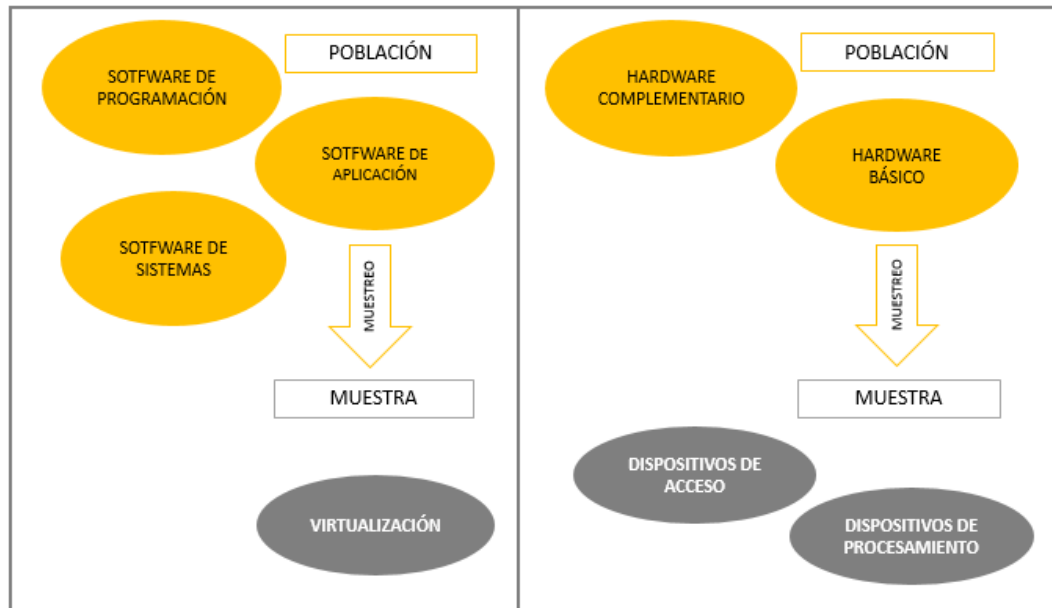 POBLACIÓN
SOTFWARE DE
PROGRAMACIÓN
SOTFWARE DE
APLICACIÓN
SOTFWARE DE
SISTEMAS
MUESTREO
MUESTRA
VIRTUALIZACIÓN
POBLACIÓN
HARDWARE
COMPLEMENTARIO
HARDWARE
BÁSICO
MUESTREO
MUESTRA
DISPOSITIVOS DE
ACCESO
DISPOSITIVOS DE
PROCESAMIENTO